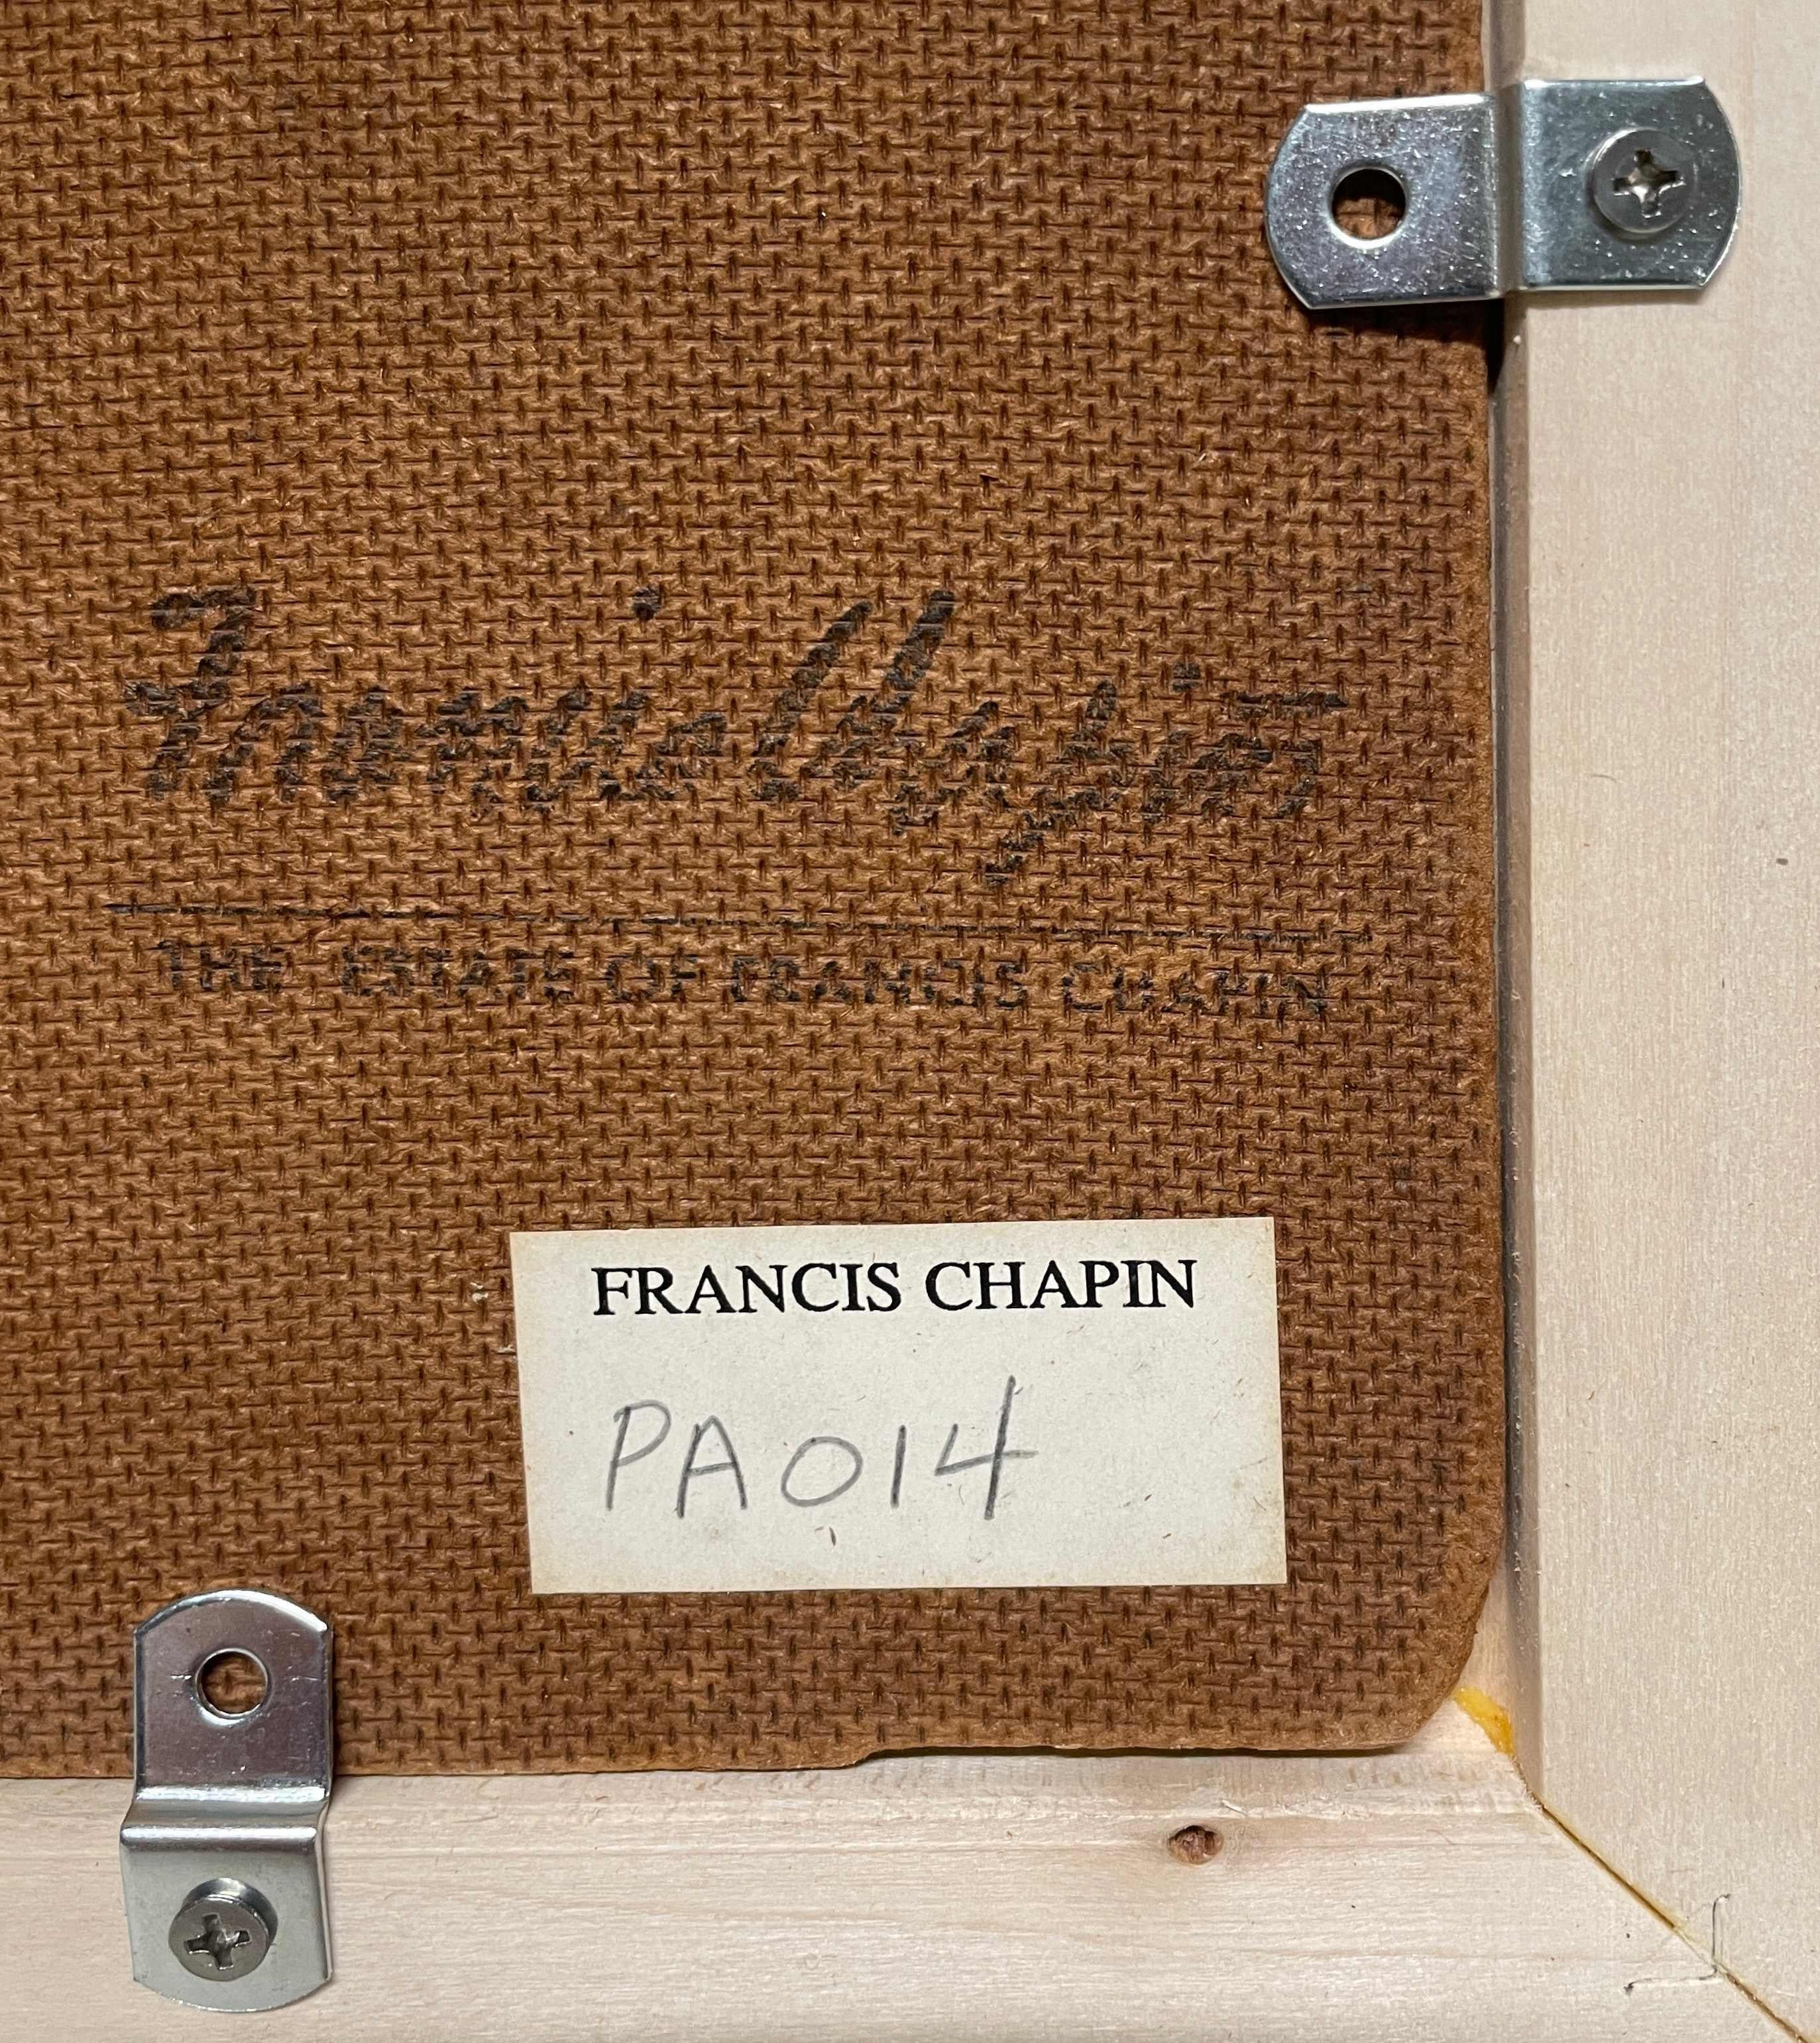 Francis Chapin
THE ESTATE OF FRANCIS CHAPIN
FRANCIS CHAPIN
PA014